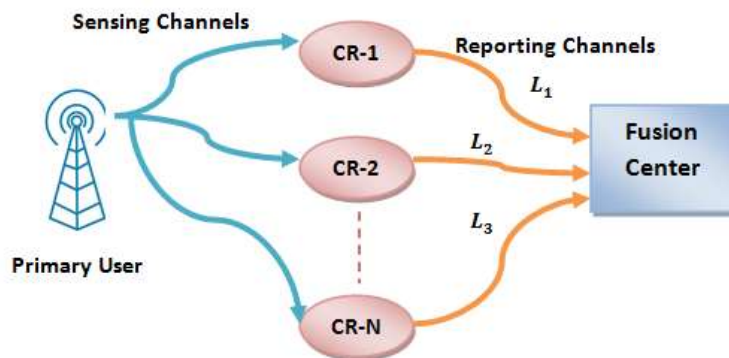 Sensing Channels
CR-1
Reporting Channels
L₁
Fusion
Center
CR-2
L₂
Primary User
L₃
CR-N